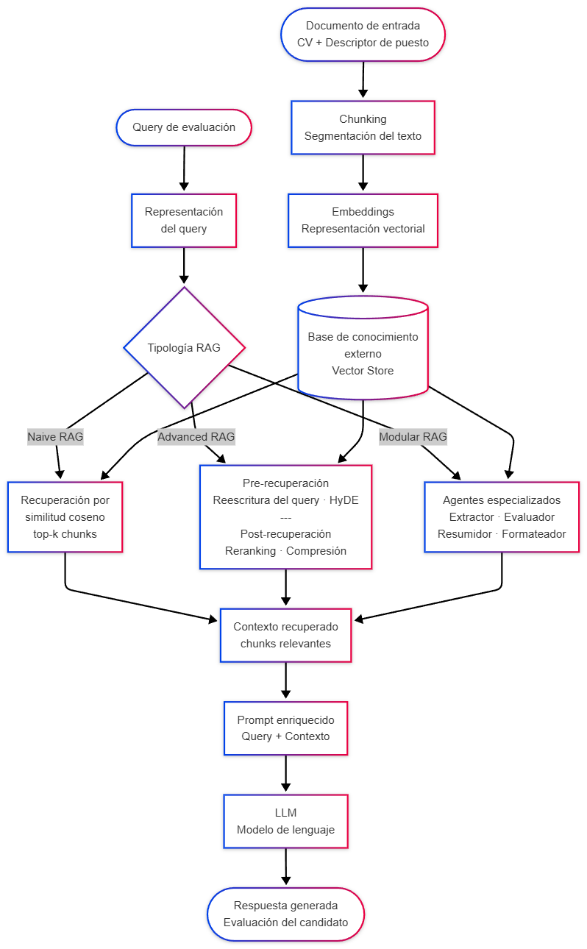 Documento de entrada
CV + Descriptor de puesto
Chunking
Segmentación del texto
Query de evaluación
Embeddings
Representación vectorial
Representación
del query
Base de conocimiento
externo
Vector Store
Tipología RAG
Naive RAG
Advanced RAG
Modular RAG
Recuperación por
similitud coseno
top-k chunks
Pre-recuperación
Reescritura del query · HyDE
---
Post-recuperación
Reranking · Compresión
Agentes especializados
Extractor · Evaluador
Resumidor · Formateador
Contexto recuperado
chunks relevantes
Prompt enriquecido
Query + Contexto
LLM
Modelo de lenguaje
Respuesta generada
Evaluación del candidato